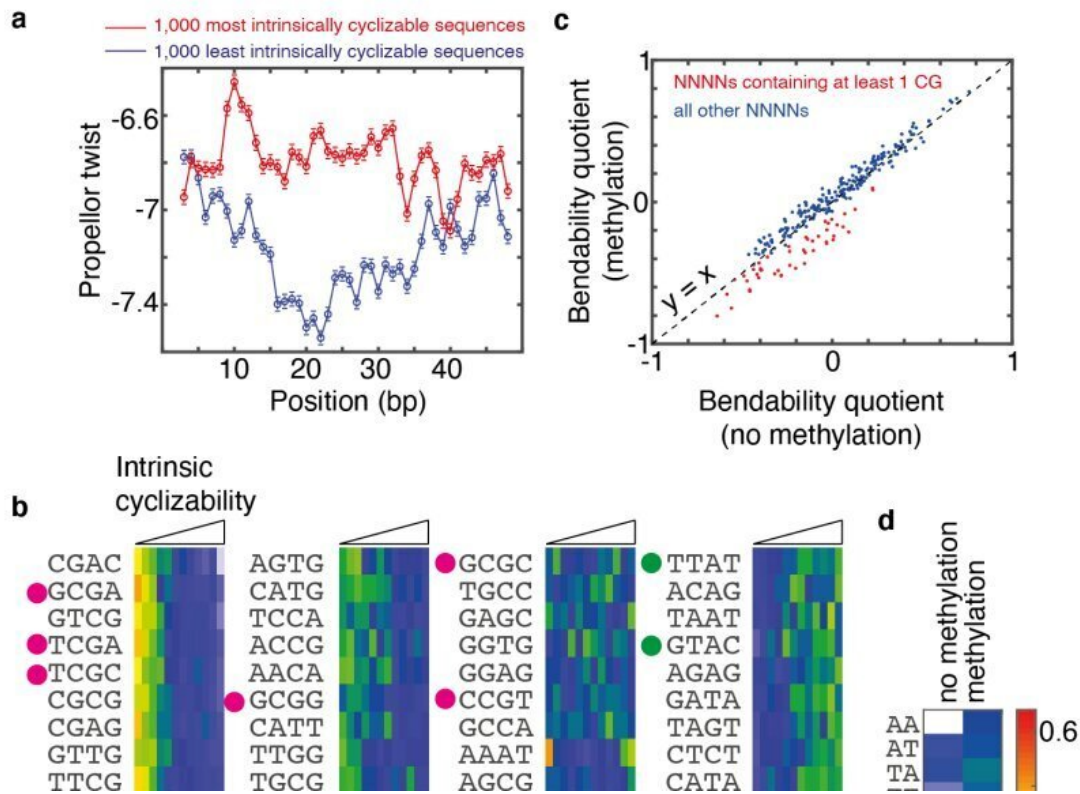 a
1,000 most intrinsically cyclizable sequences
1,000 least intrinsically cyclizable sequences
Propellor twist
-6.6
-7
-7.4
10 20 30 40
Position (bp)
c
NNNNs containing at least 1 CG
all other NNNNs
Bendability quotient
(methylation)
1
0
-1
y = x
-1 0 1
Bendability quotient
(no methylation)
b
Intrinsic
cyclizability
CGAC
GCGA
GTCG
TCGA
TCGC
CGCG
CGAG
GTTG
TTCG
AGTG
CATG
TCCA
ACCG
AACA
GCGG
CATT
TTGG
TGCG
GCGC
TGCC
GAGC
GGTG
GGAG
CCGT
GCCA
AAAT
AGCG
TTAT
ACAG
TAAT
GTAC
AGAG
GATA
TAGT
CTCT
CATA
d
no methylation
methylation
AA
AT
TA
0.6